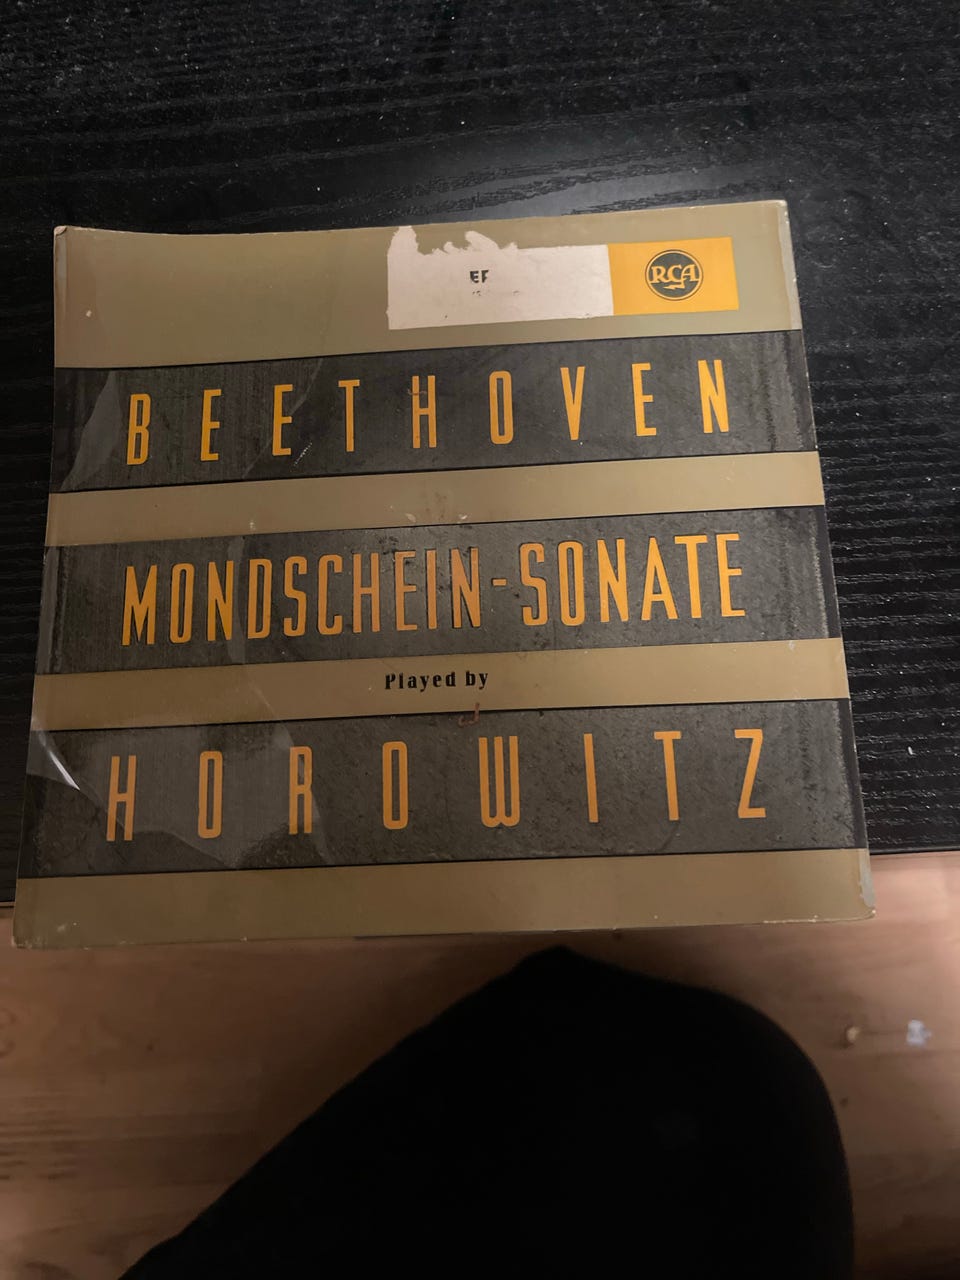 RCA
BEETHOVEN
MONDSCHEIN-SONATE
Played by
HOROWITZ